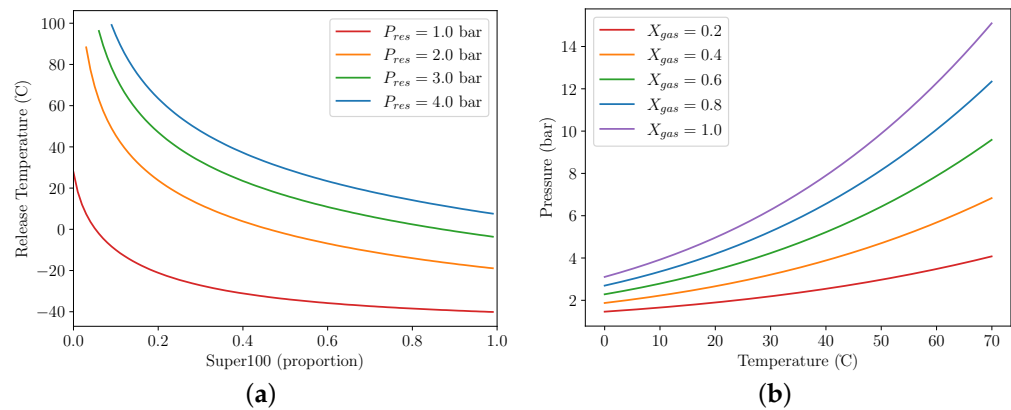 100
80
60
40
20
0
−20
−40
0.0
0.2
0.4
0.6
0.8
1.0
Release Temperature (C)
Super100 (proportion)
P_res = 1.0 bar
P_res = 2.0 bar
P_res = 3.0 bar
P_res = 4.0 bar
(a)
14
12
10
8
6
4
2
0
10
20
30
40
50
60
70
Pressure (bar)
Temperature (C)
X_gas = 0.2
X_gas = 0.4
X_gas = 0.6
X_gas = 0.8
X_gas = 1.0
(b)